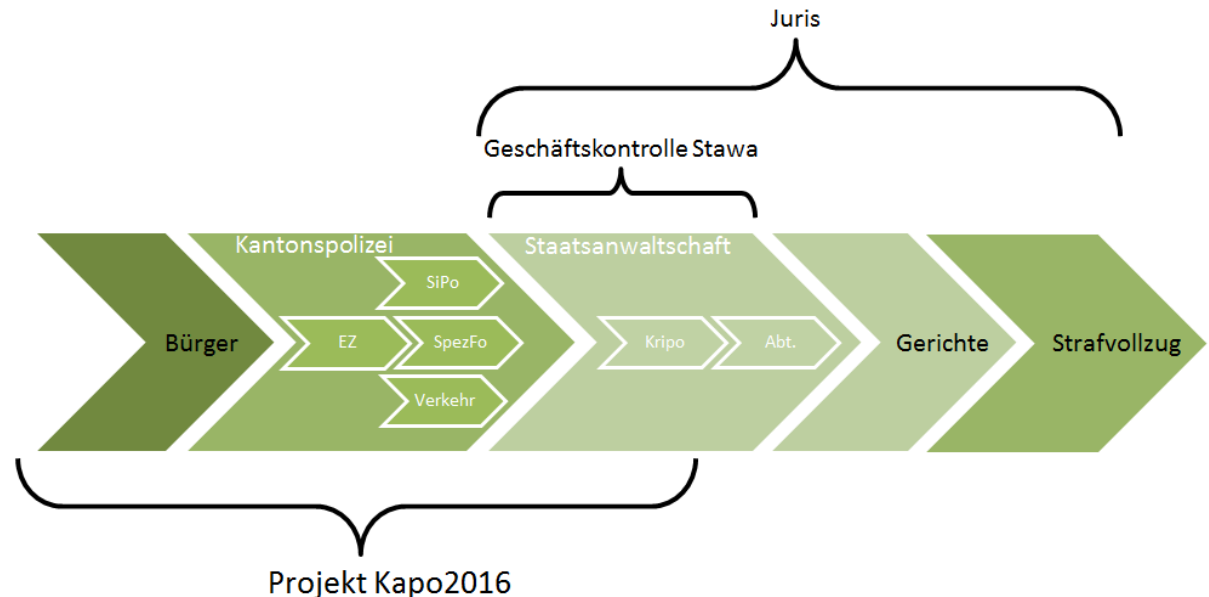 Juris
Geschäftskontrolle Stawa
Kantonspolizei
Staatsanwaltschaft
SiPo
Bürger
EZ
SpezFo
Kripo
Abt.
Gerichte
Strafvollzug
Verkehr
Projekt Kapo2016